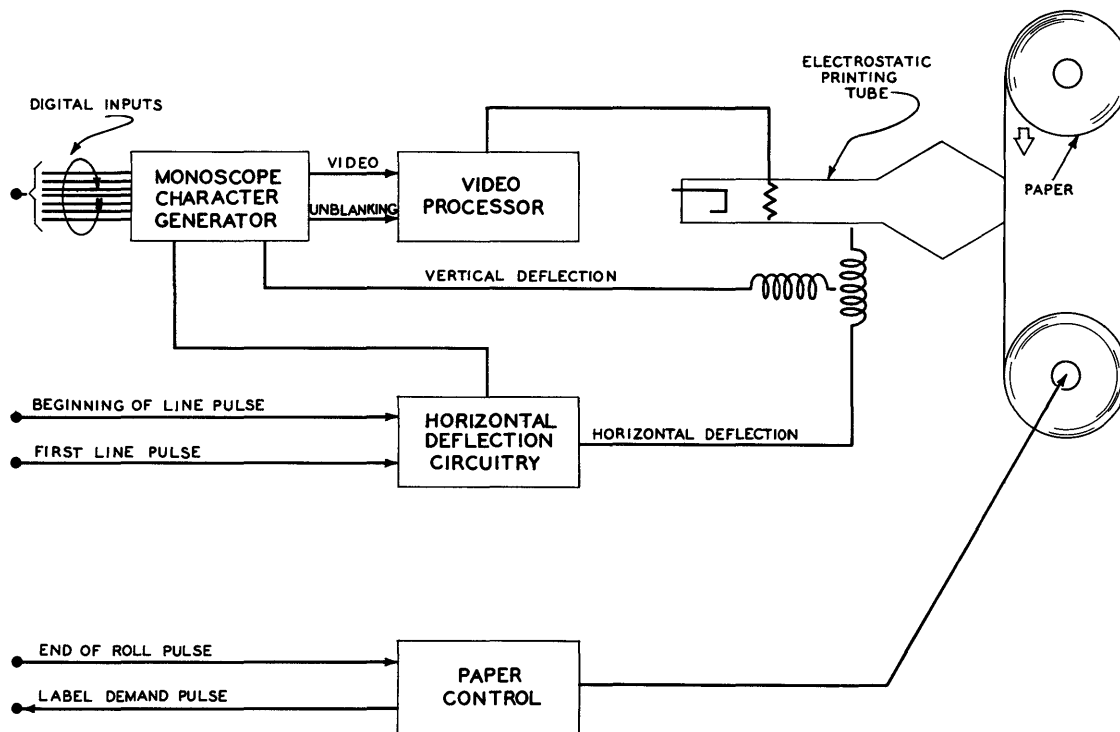 ELECTROSTATIC
PRINTING
TUBE
DIGITAL INPUTS
MONOSCOPE
CHARACTER
GENERATOR
VIDEO
UNBLANKING
VIDEO
PROCESSOR
PAPER
VERTICAL DEFLECTION
BEGINNING OF LINE PULSE
FIRST LINE PULSE
HORIZONTAL
DEFLECTION
CIRCUITRY
HORIZONTAL DEFLECTION
END OF ROLL PULSE
LABEL DEMAND PULSE
PAPER
CONTROL